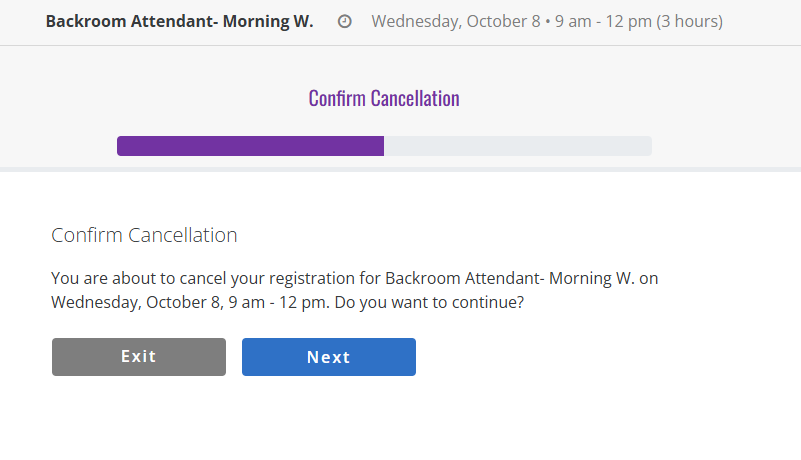 Backroom Attendant- Morning W. Wednesday, October 8 • 9 am - 12 pm (3 hours)
Confirm Cancellation
Confirm Cancellation
You are about to cancel your registration for Backroom Attendant- Morning W. on
Wednesday, October 8, 9 am - 12 pm. Do you want to continue?
Exit Next